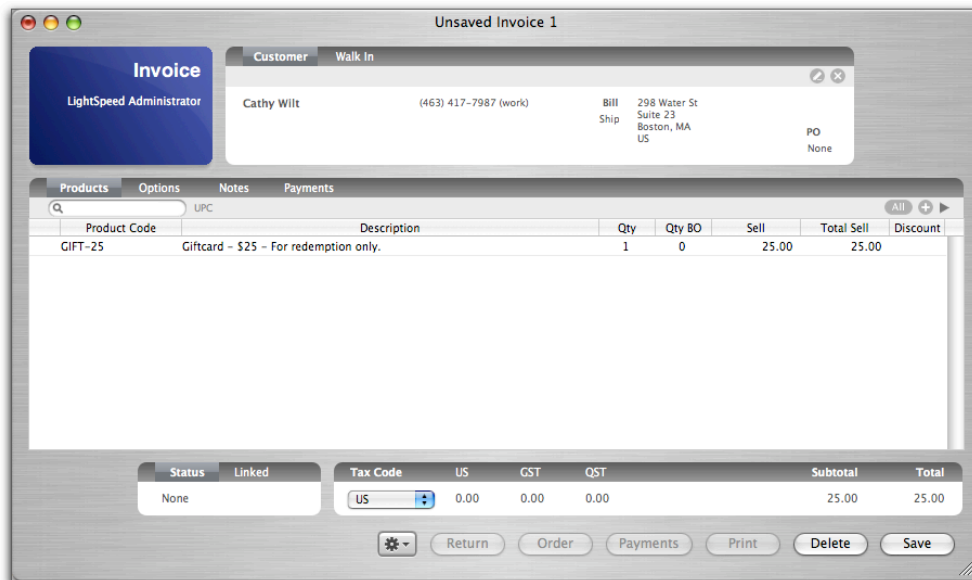 Unsaved Invoice 1
Invoice
LightSpeed Administrator
Customer Walk In
Cathy Wilt (463) 417-7987 (work) Bill 298 Water St
Ship Suite 23
Boston, MA
US
PO
None
Products Options Notes Payments
UPC All
Product Code Description Qty Qty BO Sell Total Sell Discount
GIFT-25 Giftcard - $25 - For redemption only. 1 0 25.00 25.00
Status Linked
None
Tax Code US GST QST Subtotal Total
US 0.00 0.00 0.00 25.00 25.00
Return Order Payments Print Delete Save